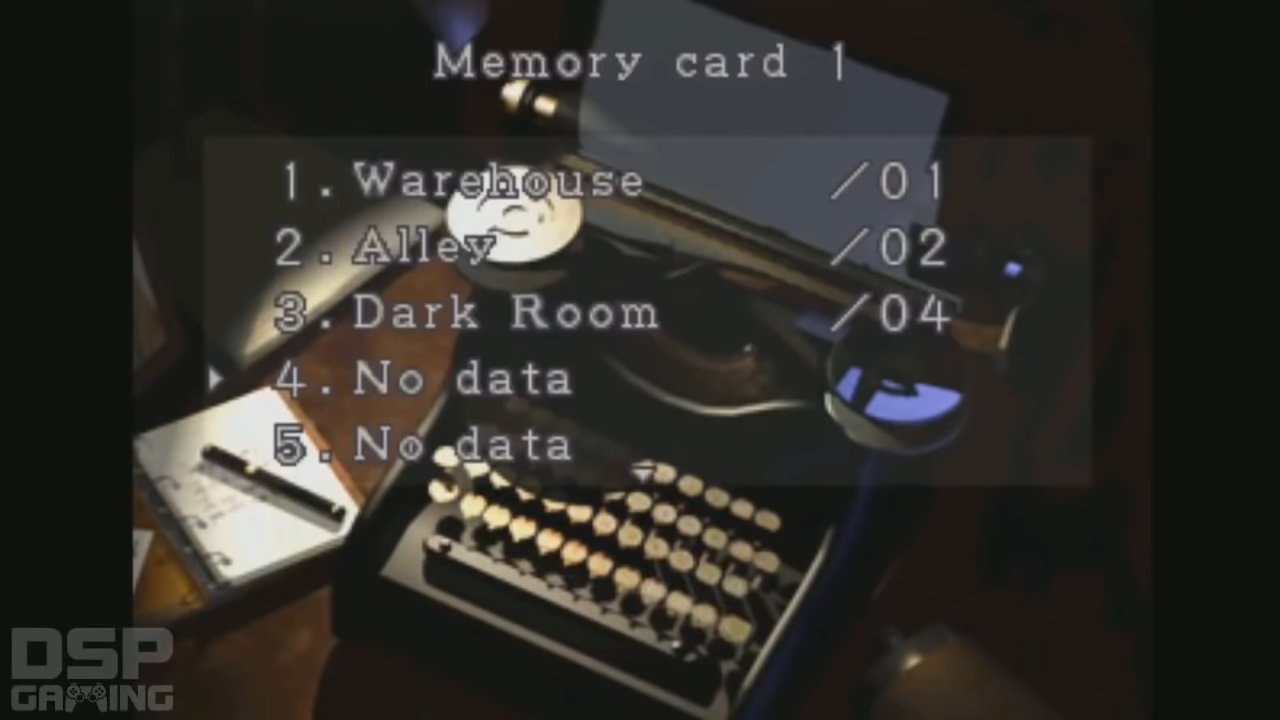 Memory card 1
1. Warehouse /01
2. Alley /02
3. Dark Room /04
4. No data
5. No data
DSP
GAMING